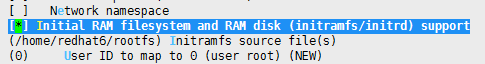 [ ]   Network namespace
[*] Initial RAM filesystem and RAM disk (initramfs/initrd) support
(/home/redhat6/rootfs) Initramfs source file(s)
(0)     User ID to map to 0 (user root) (NEW)